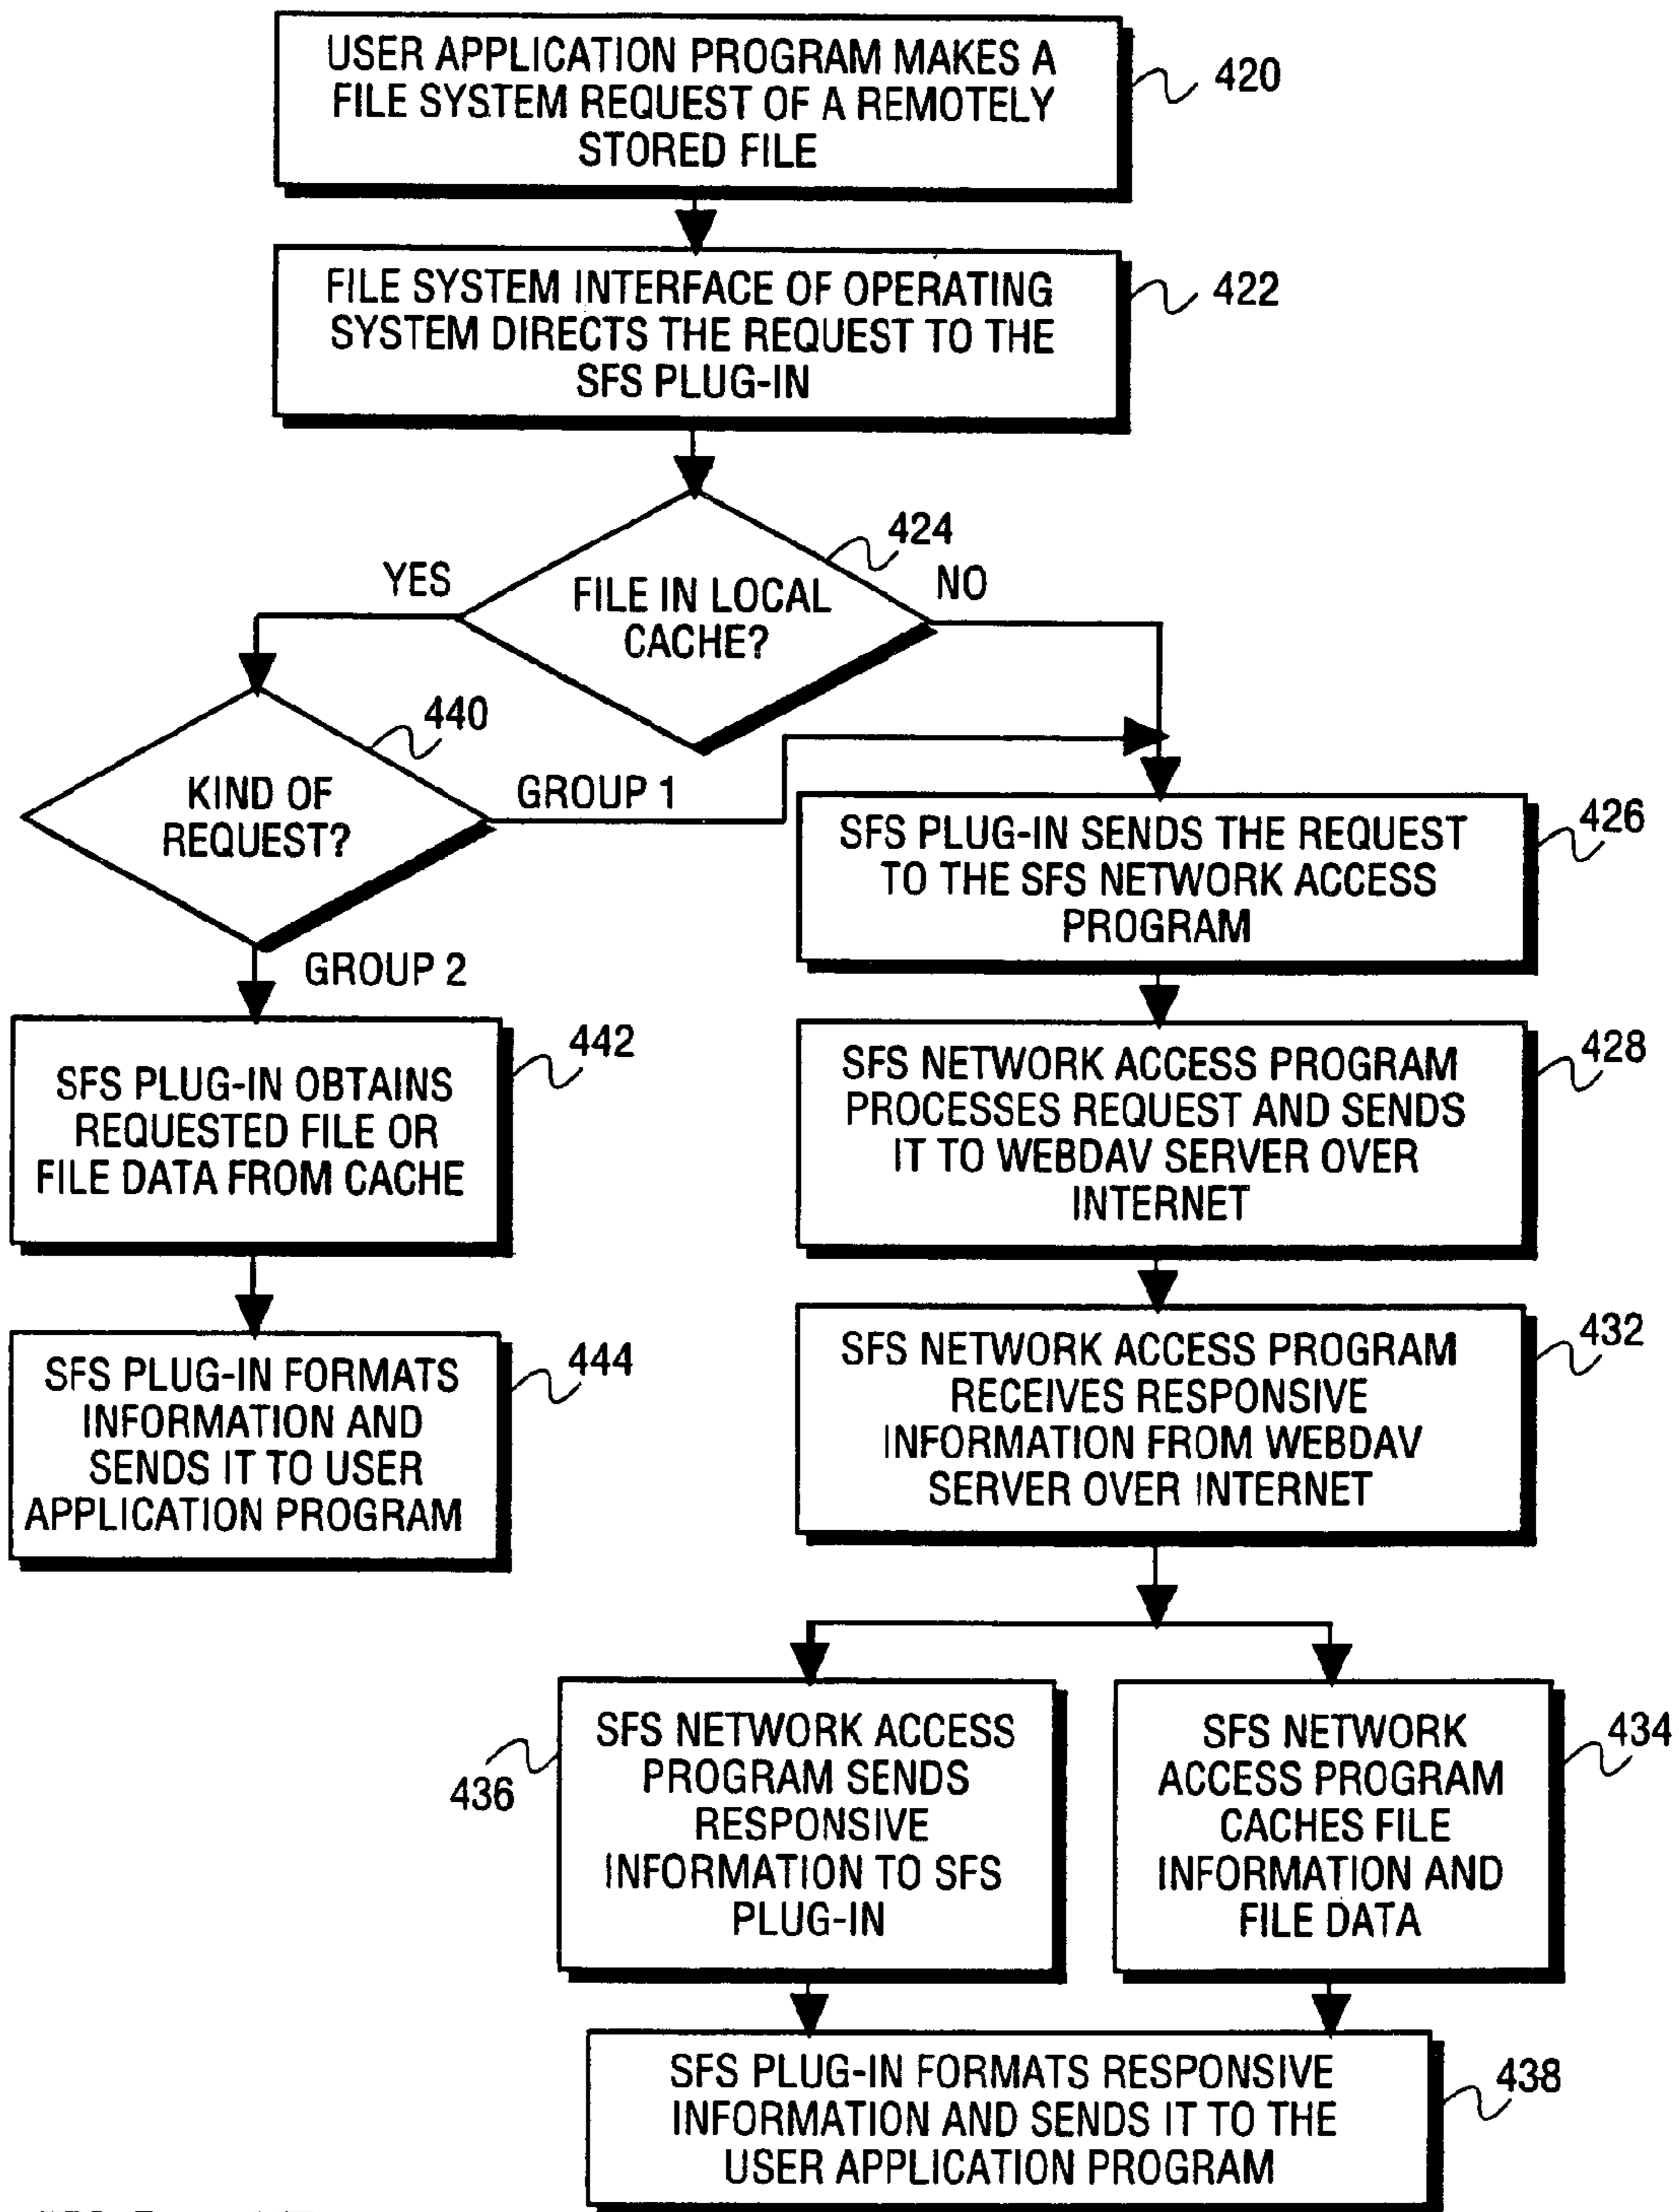 USER APPLICATION PROGRAM MAKES A
FILE SYSTEM REQUEST OF A REMOTELY
STORED FILE
420
FILE SYSTEM INTERFACE OF OPERATING
SYSTEM DIRECTS THE REQUEST TO THE
SFS PLUG-IN
422
424
YES
NO
FILE IN LOCAL
CACHE?
440
KIND OF
REQUEST?
GROUP 1
GROUP 2
SFS PLUG-IN SENDS THE REQUEST
TO THE SFS NETWORK ACCESS
PROGRAM
426
SFS PLUG-IN OBTAINS
REQUESTED FILE OR
FILE DATA FROM CACHE
442
SFS NETWORK ACCESS PROGRAM
PROCESSES REQUEST AND SENDS
IT TO WEBDAV SERVER OVER
INTERNET
428
SFS PLUG-IN FORMATS
INFORMATION AND
SENDS IT TO USER
APPLICATION PROGRAM
444
SFS NETWORK ACCESS PROGRAM
RECEIVES RESPONSIVE
INFORMATION FROM WEBDAV
SERVER OVER INTERNET
432
SFS NETWORK ACCESS
PROGRAM SENDS
RESPONSIVE
INFORMATION TO SFS
PLUG-IN
436
SFS NETWORK
ACCESS PROGRAM
CACHES FILE
INFORMATION AND
FILE DATA
434
SFS PLUG-IN FORMATS RESPONSIVE
INFORMATION AND SENDS IT TO THE
USER APPLICATION PROGRAM
438